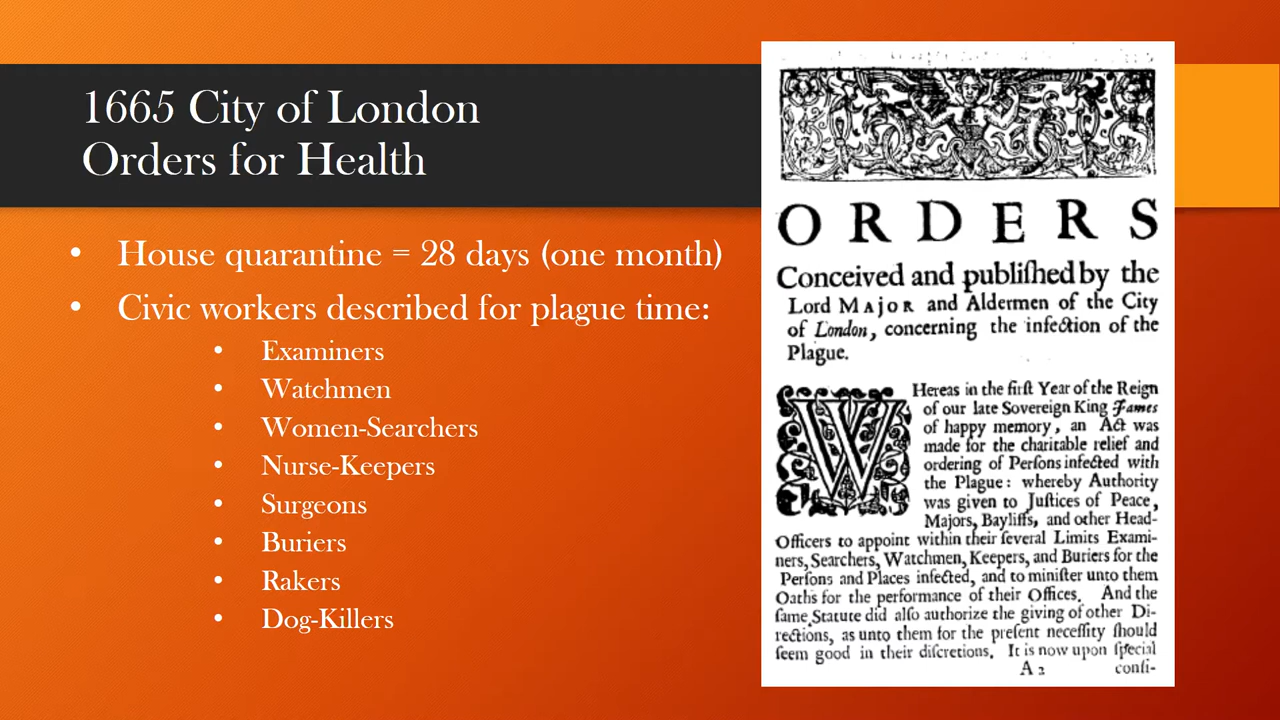 1665 City of London
Orders for Health
• House quarantine = 28 days (one month)
• Civic workers described for plague time:
• Examiners
• Watchmen
• Women-Searchers
• Nurse-Keepers
• Surgeons
• Buriers
• Rakers
• Dog-Killers
ORDERS
Conceived and publiſhed by the
Lord MAJOR and Aldermen of the City
of London, concerning the infection of the
Plague.
WHereas in the firſt Year of the Reign
of our late Sovereign King James
of happy memory, an Act was
made for the charitable relief and
ordering of Perſons infected with
the Plague: whereby Authority
was given to Juſtices of Peace,
Majors, Bayliffs, and other Head-
Officers to appoint within their ſeveral Limits Exami-
ners, Searchers, Watchmen, Keepers, and Buriers for the
Perſons and Places infected, and to miniſter unto them
Oaths for the performance of their Offices. And the
ſame Statute did alſo authorize the giving of other Di-
rections, as unto them for the preſent neceſſity ſhould
ſeem good in their diſcretions. It is now upon ſpecial
A 2 conſi-